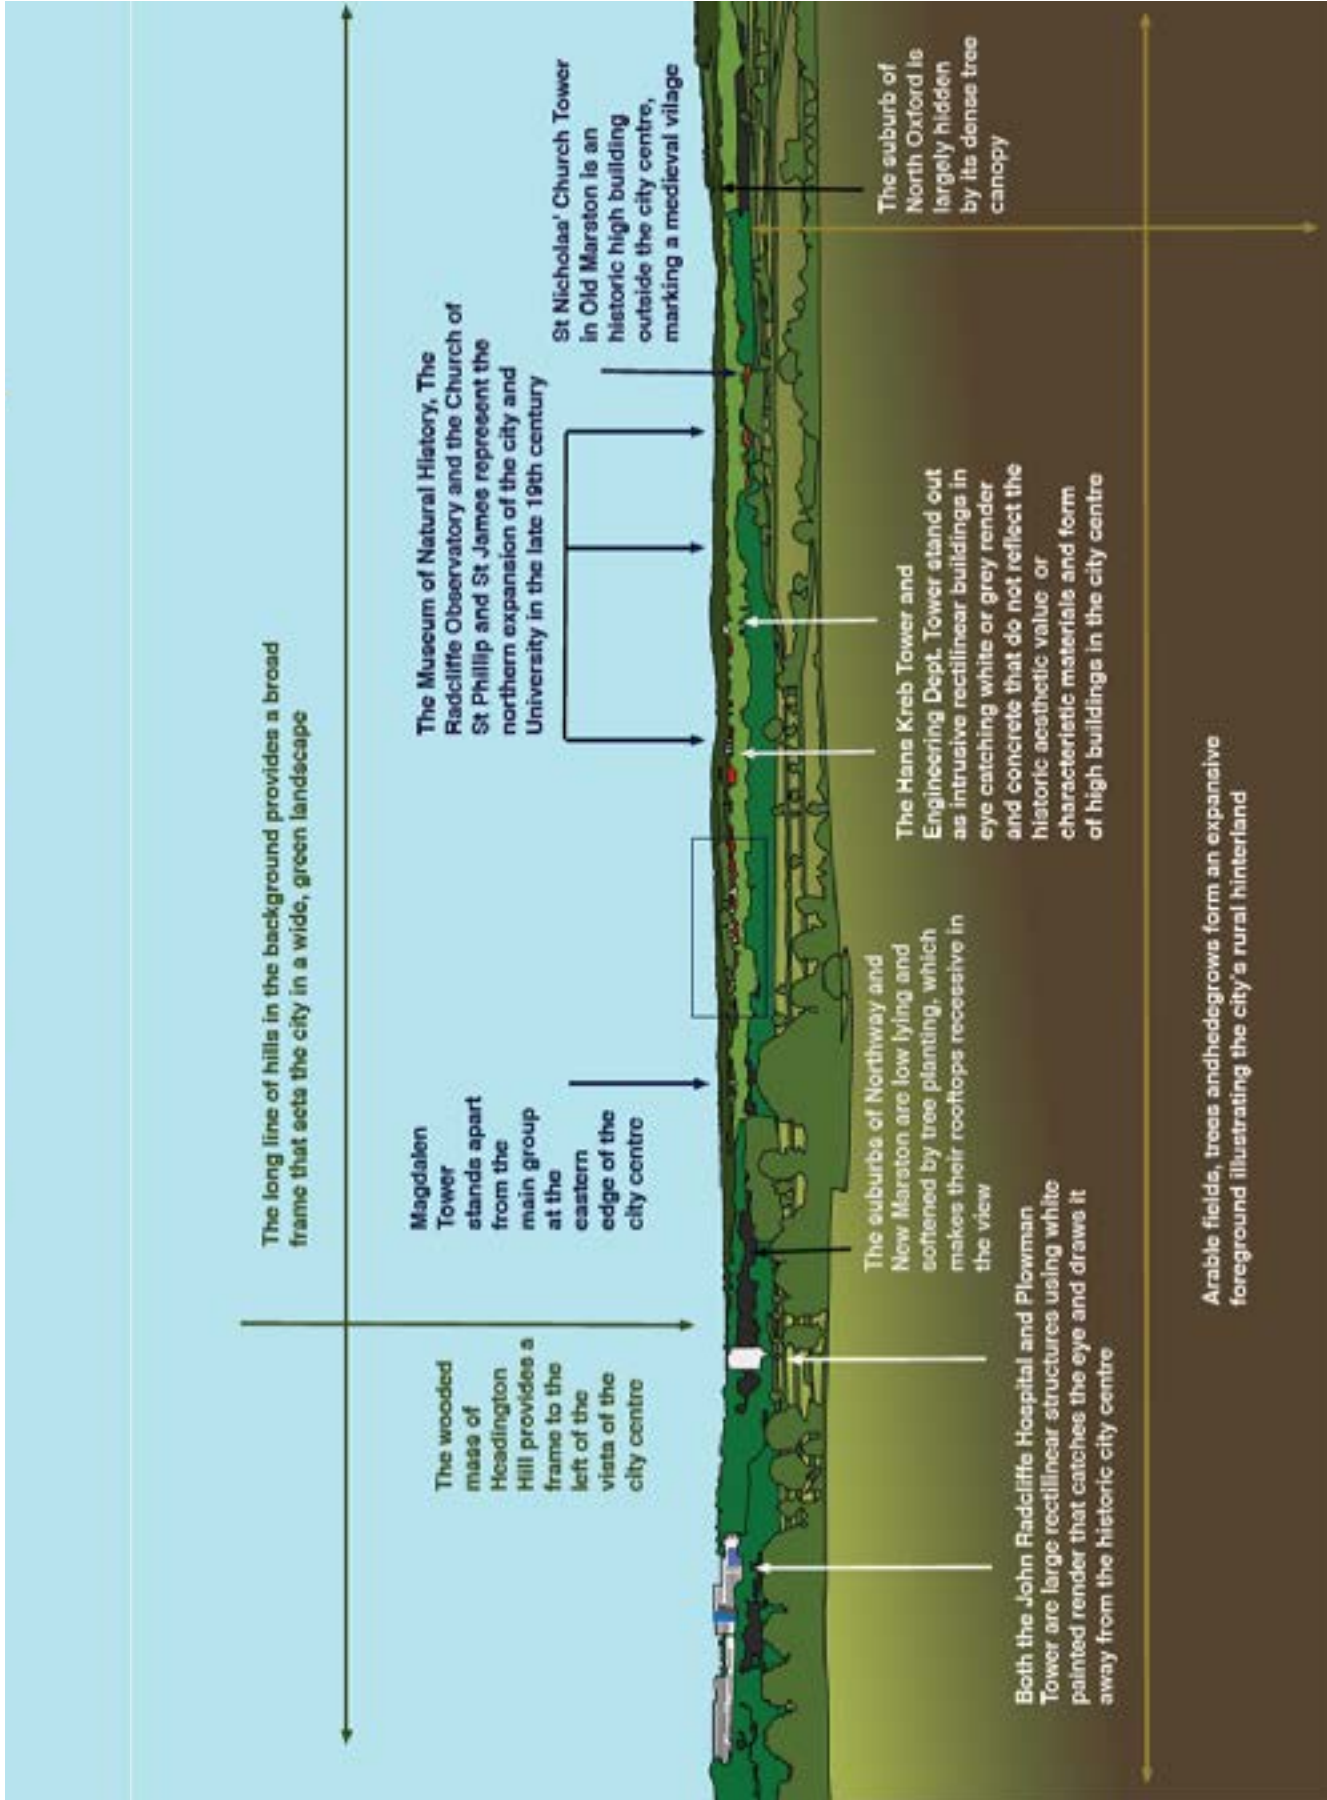 The long line of hills in the background provides a broad
frame that sets the city in a wide, green landscape
The wooded
mass of
Headington
Hill provides a
frame to the
left of the
vista of the
city centre
Magdalen
Tower
stands apart
from the
main group
at the
eastern
edge of the
city centre
The Museum of Natural History, The
Radcliffe Observatory and the Church of
St Phillip and St James represent the
northern expansion of the city and
University in the late 19th century
St Nicholas' Church Tower
in Old Marston is an
historic high building
outside the city centre,
marking a medieval vilage
Both the John Radcliffe Hospital and Plowman
Tower are large rectilinear structures using white
painted render that catches the eye and draws it
away from the historic city centre
The suburbs of Northway and
New Marston are low lying and
softened by tree planting, which
makes their rooftops recessive in
the view
The Hans Kreb Tower and
Engineering Dept. Tower stand out
as intrusive rectilinear buildings in
eye catching white or grey render
and concrete that do not reflect the
historic aesthetic value or
characteristic materials and form
of high buildings in the city centre
The suburb of
North Oxford is
largely hidden
by its dense tree
canopy
Arable fields, trees andhedegrows form an expansive
foreground illustrating the city's rural hinterland